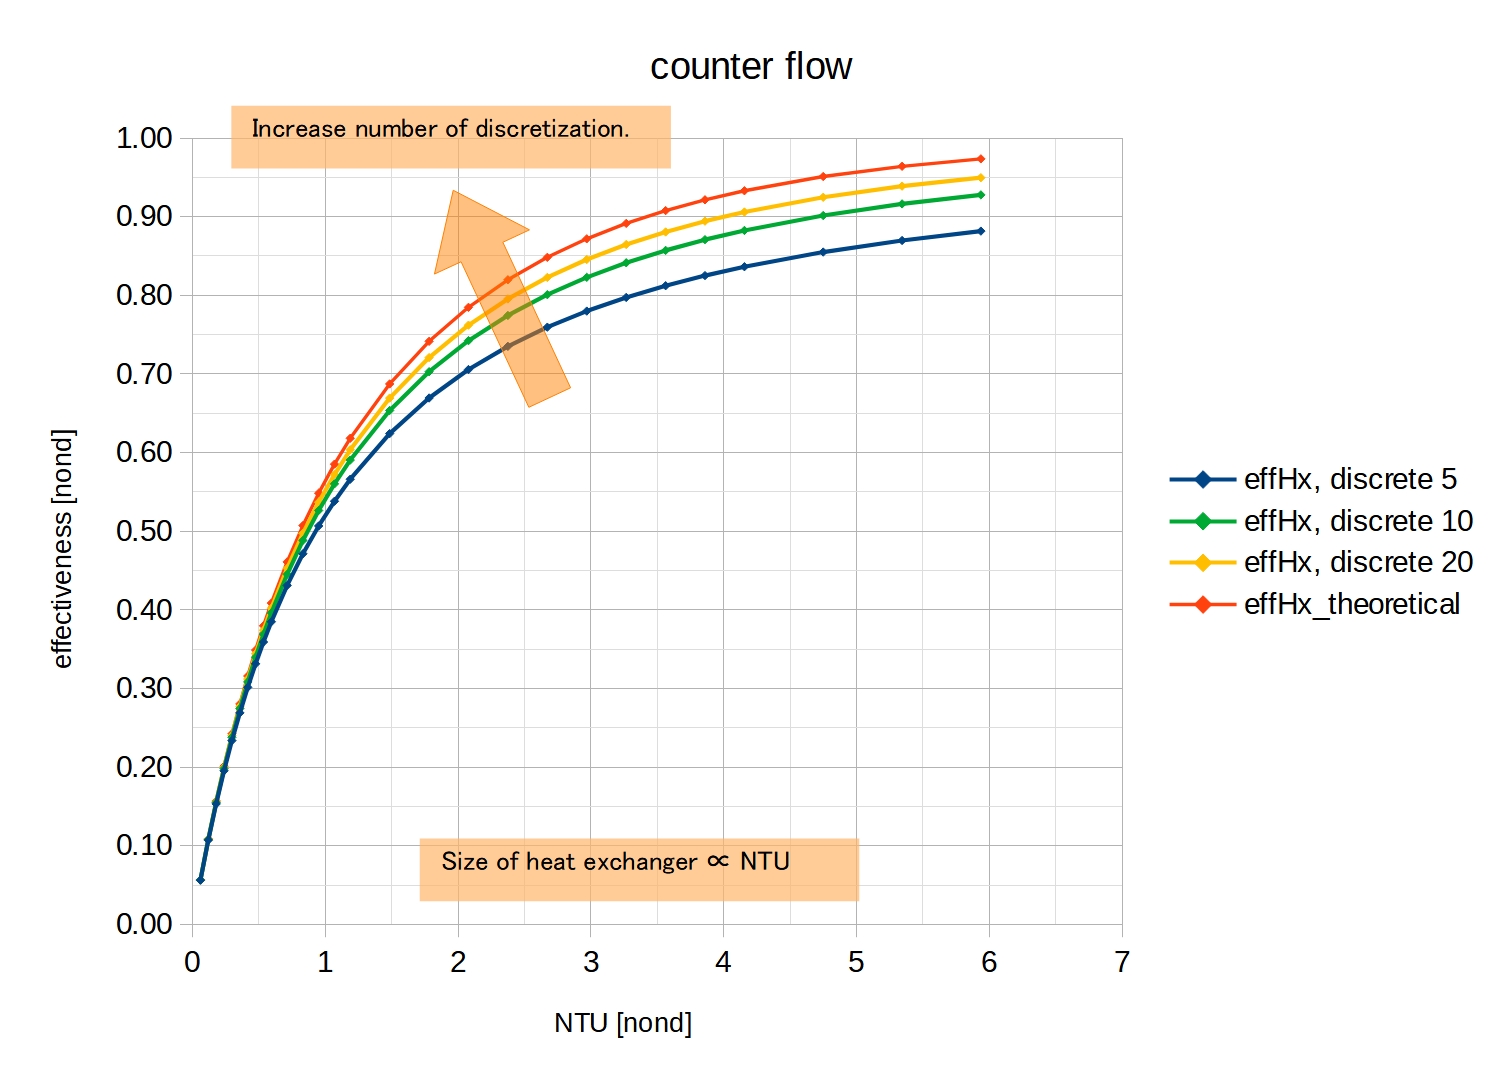 counter flow
Increase number of discretization.
1.00
0.90
0.80
0.70
0.60
0.50
0.40
0.30
0.20
0.10
0.00
effectiveness [nond]
Size of heat exchanger ∝ NTU
0 1 2 3 4 5 6 7
NTU [nond]
effHx, discrete 5
effHx, discrete 10
effHx, discrete 20
effHx_theoretical